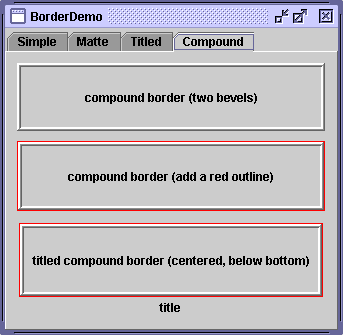 BorderDemo
Simple Matte Titled Compound
compound border (two bevels)
compound border (add a red outline)
titled compound border (centered, below bottom)
title